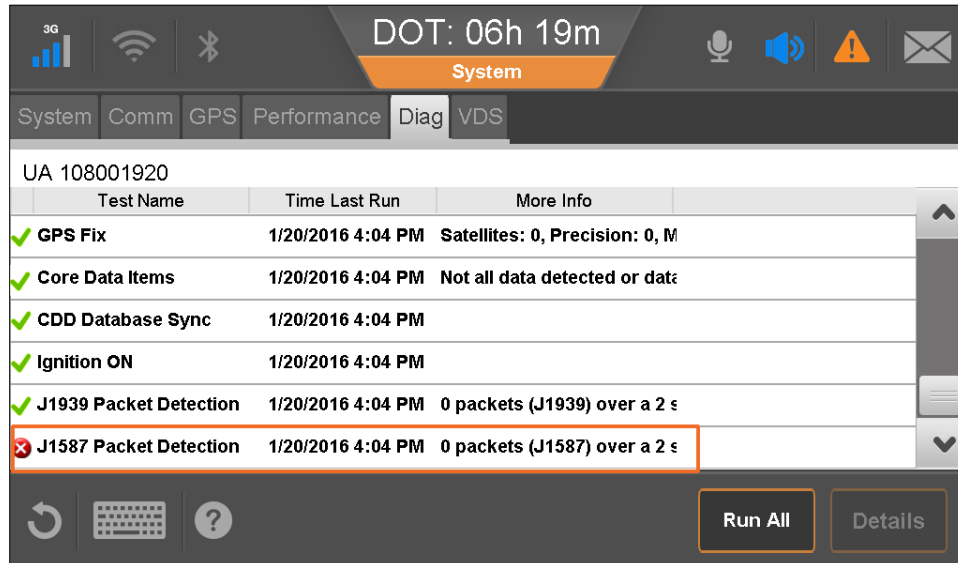 3G
DOT: 06h 19m
System
System Comm GPS Performance Diag VDS
UA 108001920
Test Name Time Last Run More Info
GPS Fix 1/20/2016 4:04 PM Satellites: 0, Precision: 0, M
Core Data Items 1/20/2016 4:04 PM Not all data detected or data
CDD Database Sync 1/20/2016 4:04 PM
Ignition ON 1/20/2016 4:04 PM
J1939 Packet Detection 1/20/2016 4:04 PM 0 packets (J1939) over a 2 s
J1587 Packet Detection 1/20/2016 4:04 PM 0 packets (J1587) over a 2 s
Run All Details